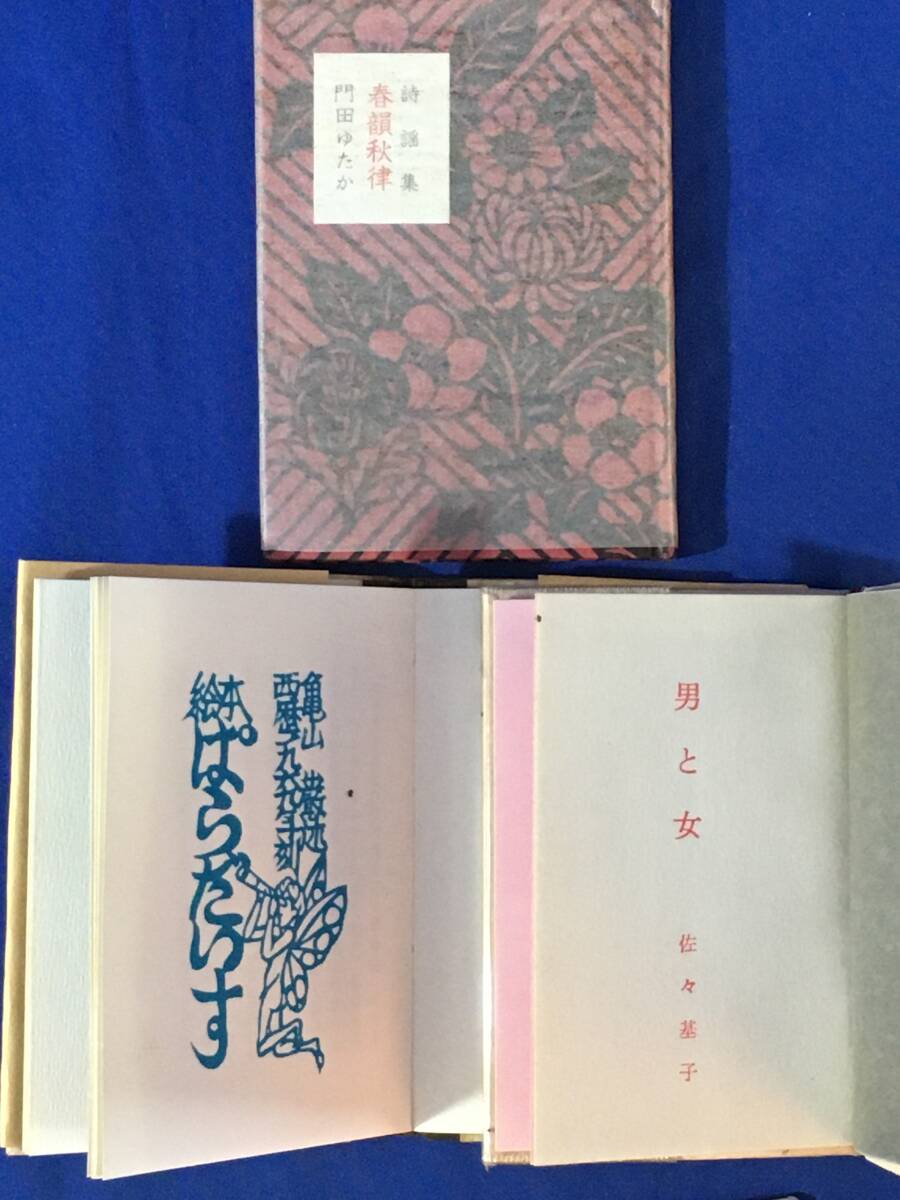 詩謡集
春韻秋律
門田ゆたか
亀山巌
絵本
ぱらだいす
男と女
佐々基子